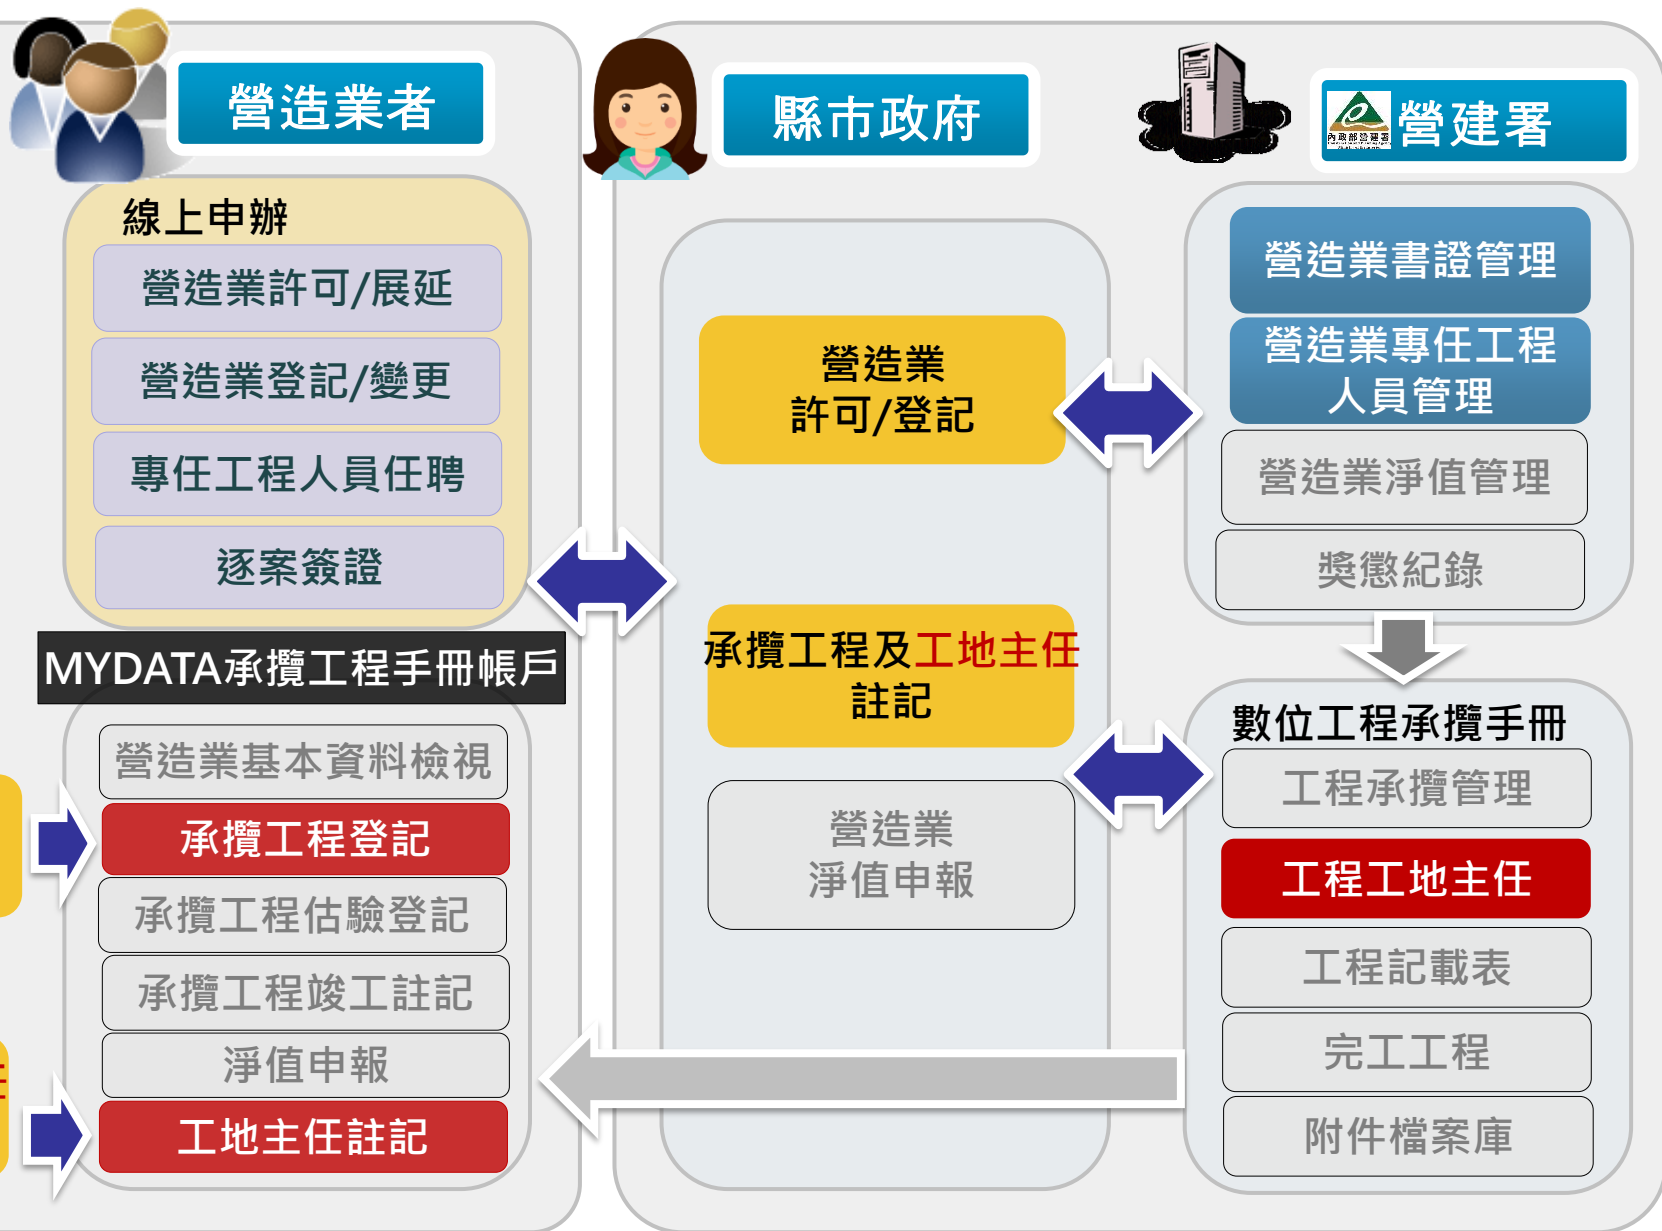 營造業者
線上申辦
營造業許可/展延
營造業登記/變更
專任工程人員任聘
逐案簽證
MYDATA承攬工程手冊帳戶
營造業基本資料檢視
承攬工程登記
承攬工程估驗登記
承攬工程竣工註記
淨值申報
工地主任註記
縣市政府
營造業
許可/登記
承攬工程及工地主任
註記
營造業
淨值申報
內政部營建署
營建署
營造業書證管理
營造業專任工程
人員管理
營造業淨值管理
獎懲紀錄
數位工程承攬手冊
工程承攬管理
工程工地主任
工程記載表
完工工程
附件檔案庫